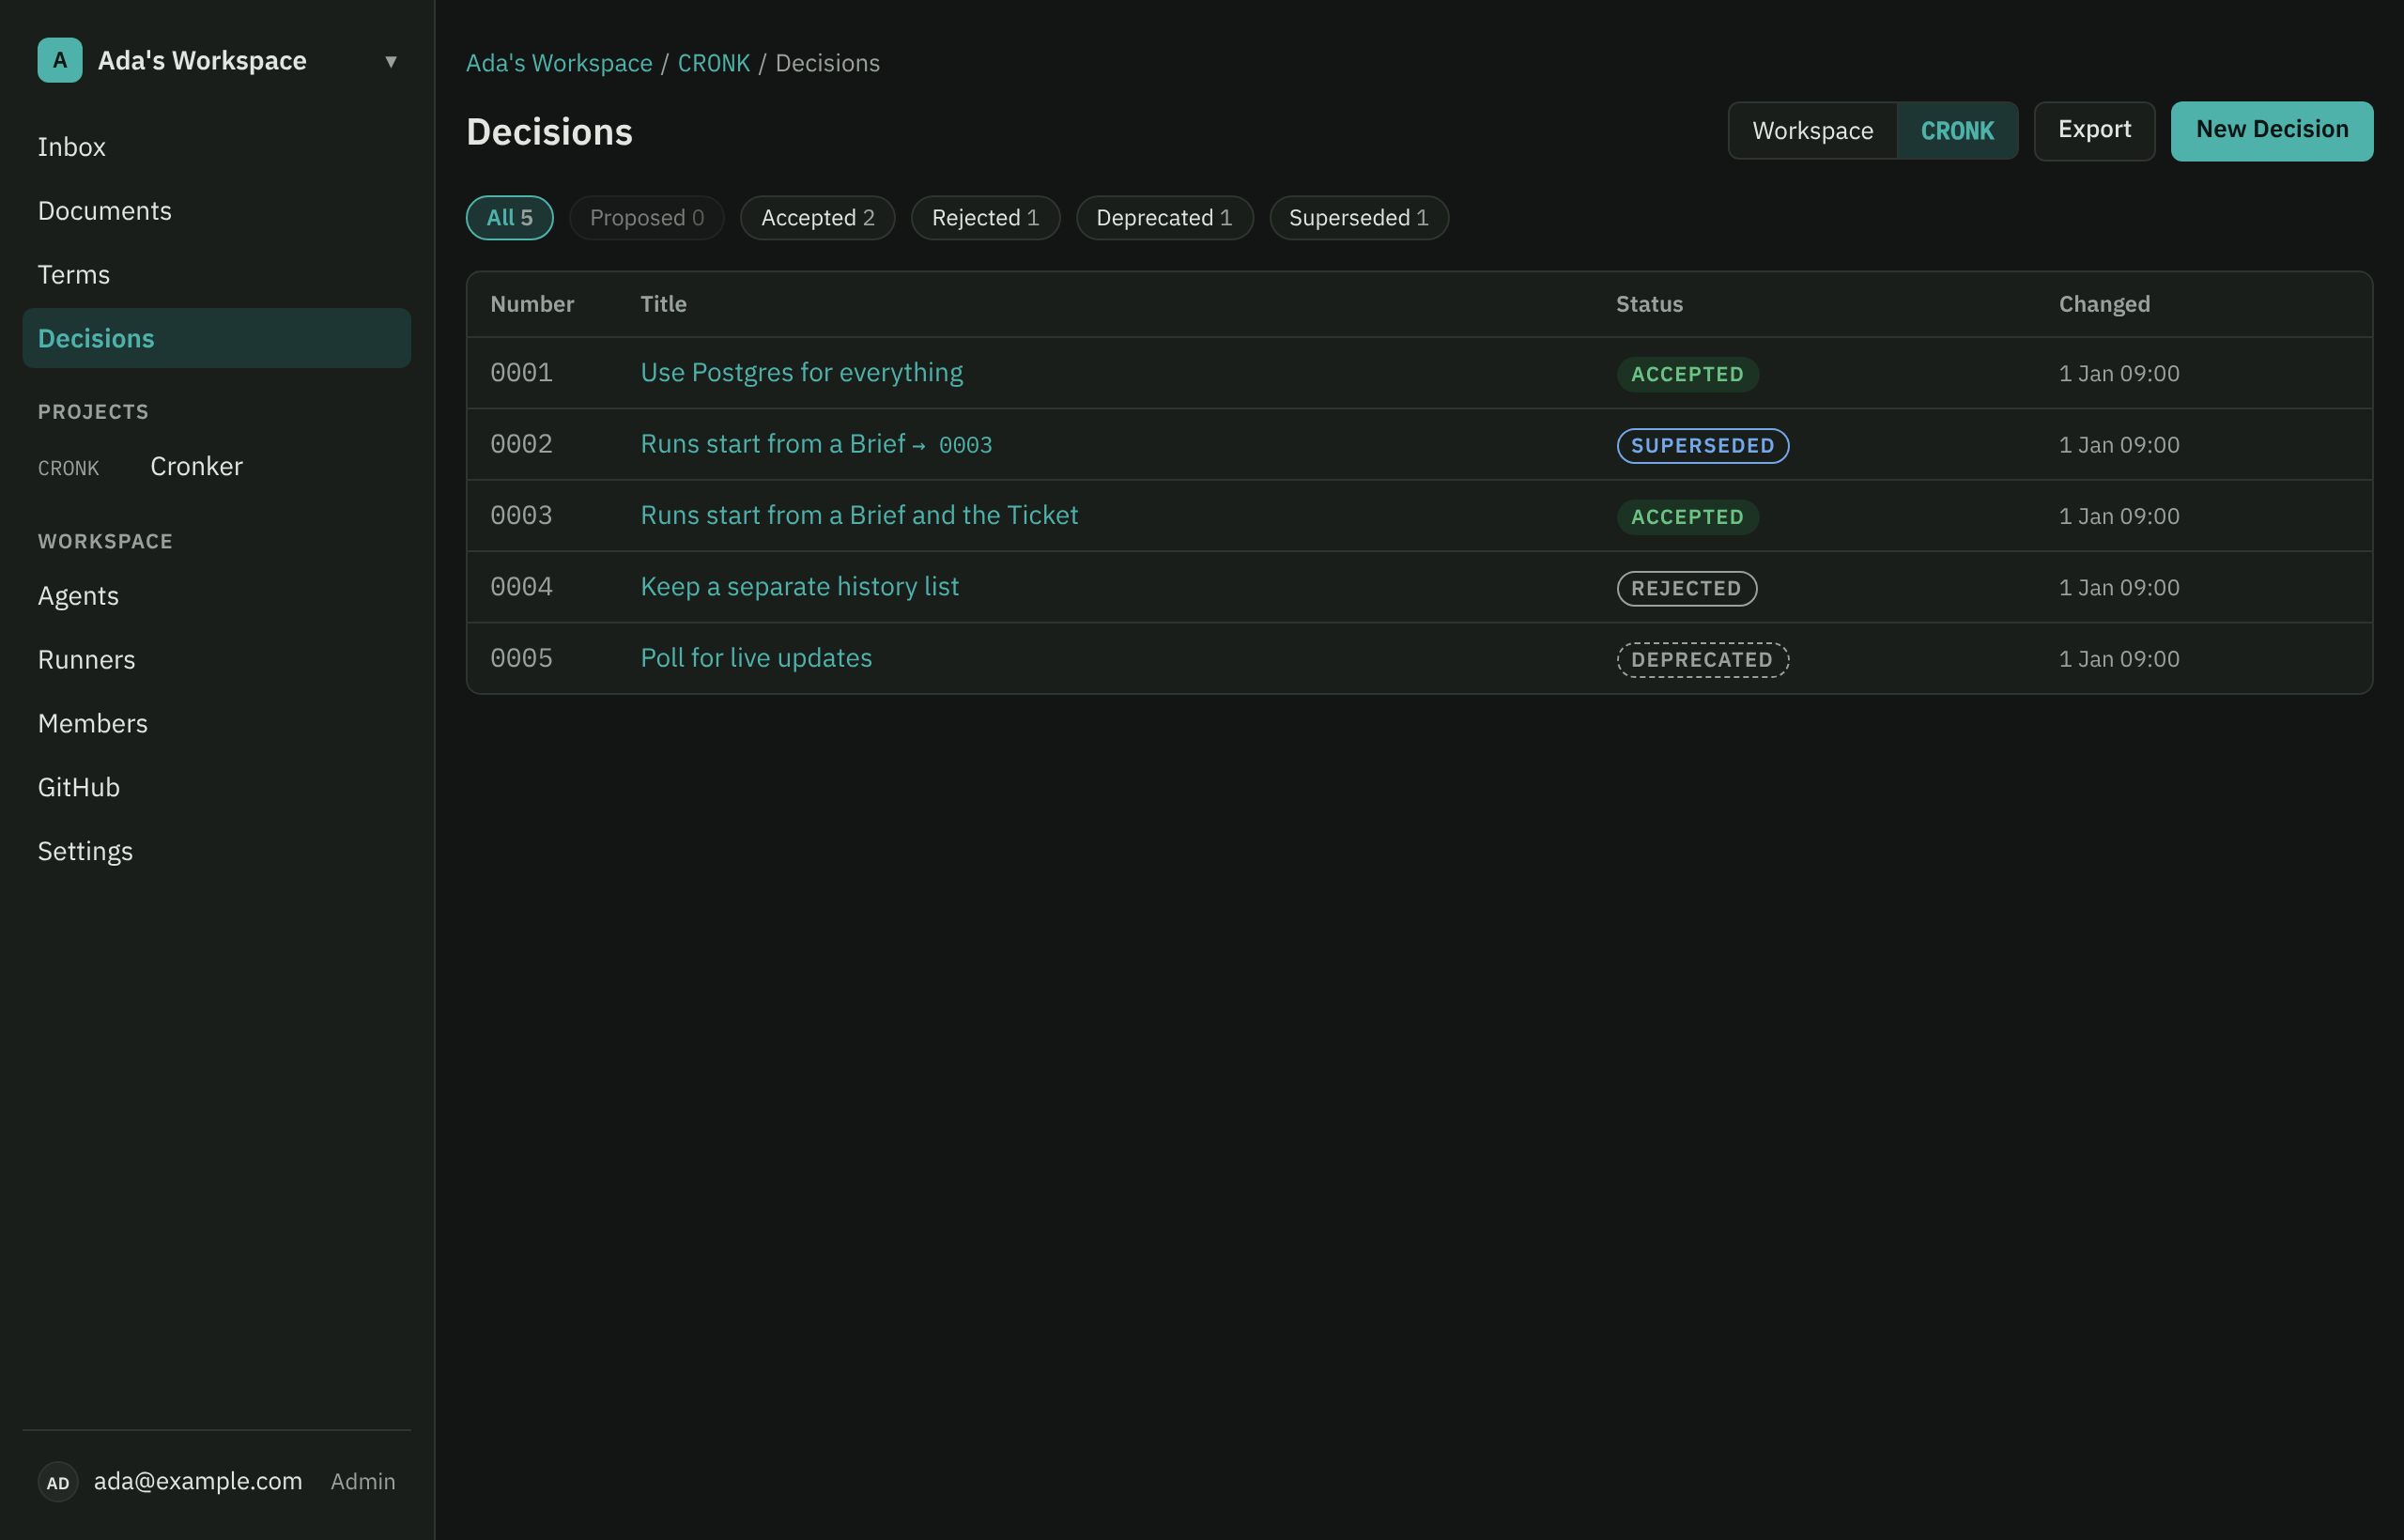 A Ada's Workspace ▼
Inbox
Documents
Terms
Decisions
PROJECTS
CRONK Cronker
WORKSPACE
Agents
Runners
Members
GitHub
Settings
AD ada@example.com Admin
Ada's Workspace / CRONK / Decisions
Decisions
Workspace CRONK Export New Decision
All 5 Proposed 0 Accepted 2 Rejected 1 Deprecated 1 Superseded 1
Number Title Status Changed
0001 Use Postgres for everything ACCEPTED 1 Jan 09:00
0002 Runs start from a Brief → 0003 SUPERSEDED 1 Jan 09:00
0003 Runs start from a Brief and the Ticket ACCEPTED 1 Jan 09:00
0004 Keep a separate history list REJECTED 1 Jan 09:00
0005 Poll for live updates DEPRECATED 1 Jan 09:00